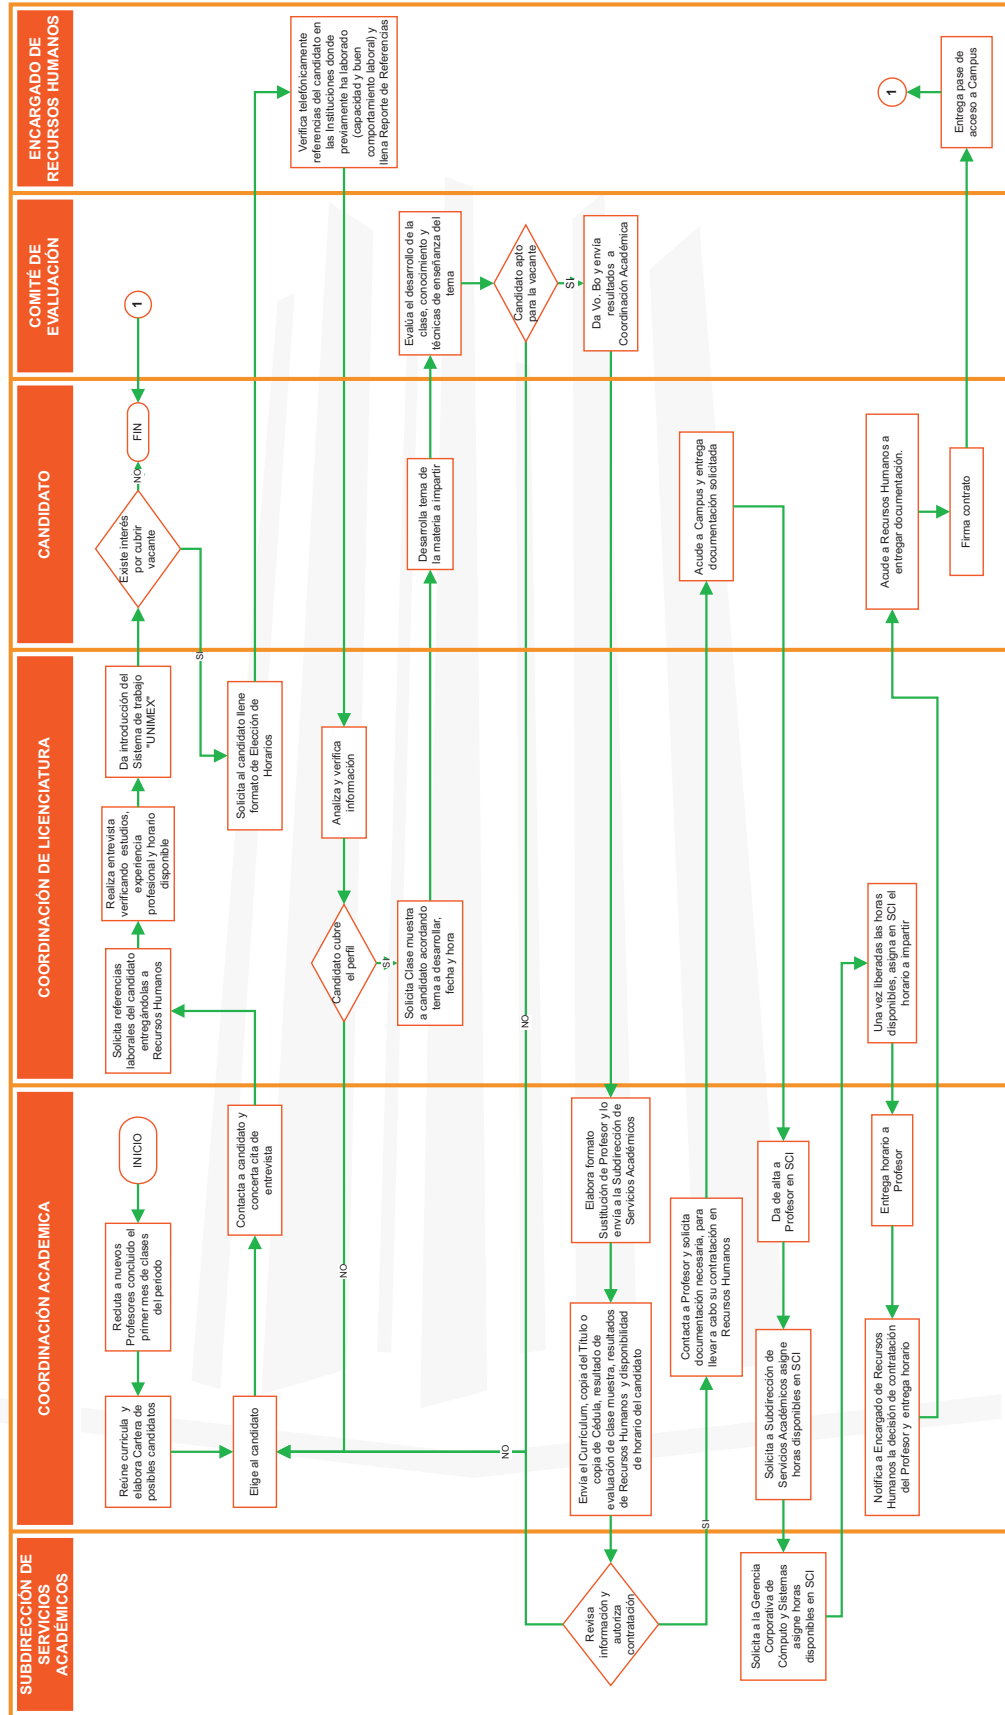 SUBDIRECCIÓN DE
SERVICIOS
ACADÉMICOS
COORDINACIÓN ACADEMICA
COORDINACIÓN DE LICENCIATURA
CANDIDATO
COMITÉ DE
EVALUACIÓN
ENCARGADO DE
RECURSOS HUMANOS
INICIO
Recluta a nuevos
Profesores concluido el
primer mes de clases
del periodo
Reúne currícula y
elabora Cartera de
posibles candidatos
Elige al candidato
Contacta a candidato y
concerta cita de
entrevista
Solicita referencias
laborales del candidato
entregándolas a
Recursos Humanos
Realiza entrevista
verificando estudios,
experiencia
profesional y horario
disponible
Da introducción del
Sistema de trabajo
"UNIMEX"
Existe interés
por cubrir
vacante
NO
FIN
1
SI
Solicita al candidato llene
formato de Elección de
Horarios
Verifica telefónicamente
referencias del candidato en
las Instituciones donde
previamente ha laborado
(capacidad y buen
comportamiento laboral) y
llena Reporte de Referencias
Analiza y verifica
información
Candidato cubre
el perfil
NO
SI
Solicita Clase muestra
a candidato acordando
tema a desarrollar,
fecha y hora
Desarrolla tema de
la materia a impartir
Evalúa el desarrollo de la
clase, conocimiento y
técnicas de enseñanza del
tema
Candidato apto
para la vacante
NO
SI
Da Vo. Bo y envía
resultados a
Coordinación Académica
Elabora formato
Sustitución de Profesor y lo
envía a la Subdirección de
Servicios Académicos
Envía el Currículum, copia del Título o
copia de Cédula, resultado de
evaluación de clase muestra, resultados
de Recursos Humanos y disponibilidad
de horario del candidato
Revisa
información y
autoriza
contratación
NO
SI
Contacta a Profesor y solicita
documentación necesaria, para
llevar a cabo su contratación en
Recursos Humanos
Acude a Campus y entrega
documentación solicitada
Da de alta a
Profesor en SCI
Solicita a Subdirección de
Servicios Académicos asigne
horas disponibles en SCI
Solicita a la Gerencia
Corporativa de
Cómputo y Sistemas
asigne horas
disponibles en SCI
Una vez liberadas las horas
disponibles, asigna en SCI el
horario a impartir
Entrega horario a
Profesor
Notifica a Encargado de Recursos
Humanos la decisión de contratación
del Profesor y entrega horario
Acude a Recursos Humanos a
entregar documentación.
Firma contrato
Entrega pase de
acceso a Campus
1